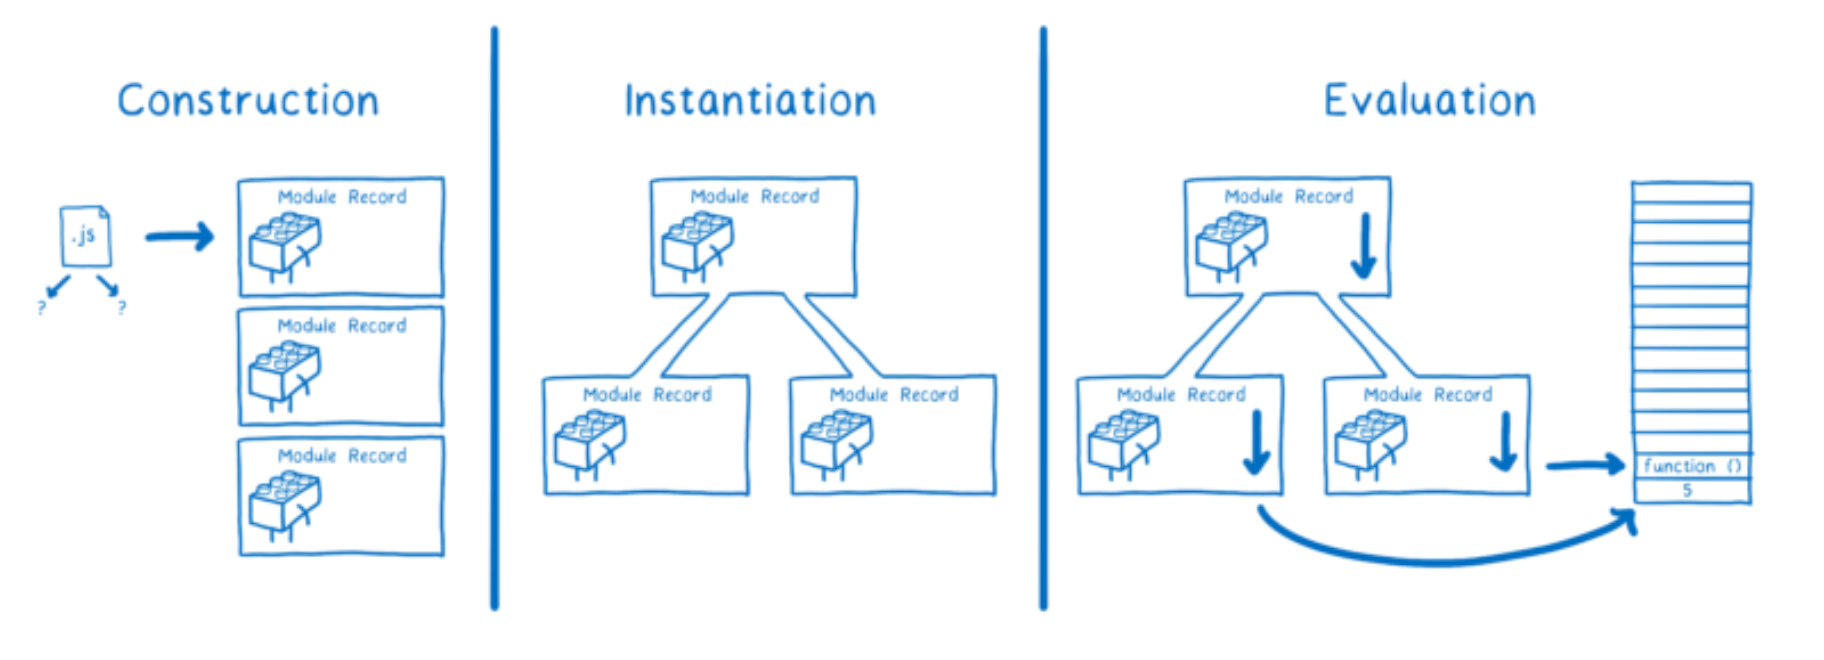 Construction
.js
?
?
Module Record
Module Record
Module Record
Instantiation
Module Record
Module Record
Module Record
Evaluation
Module Record
Module Record
Module Record
function ()
5